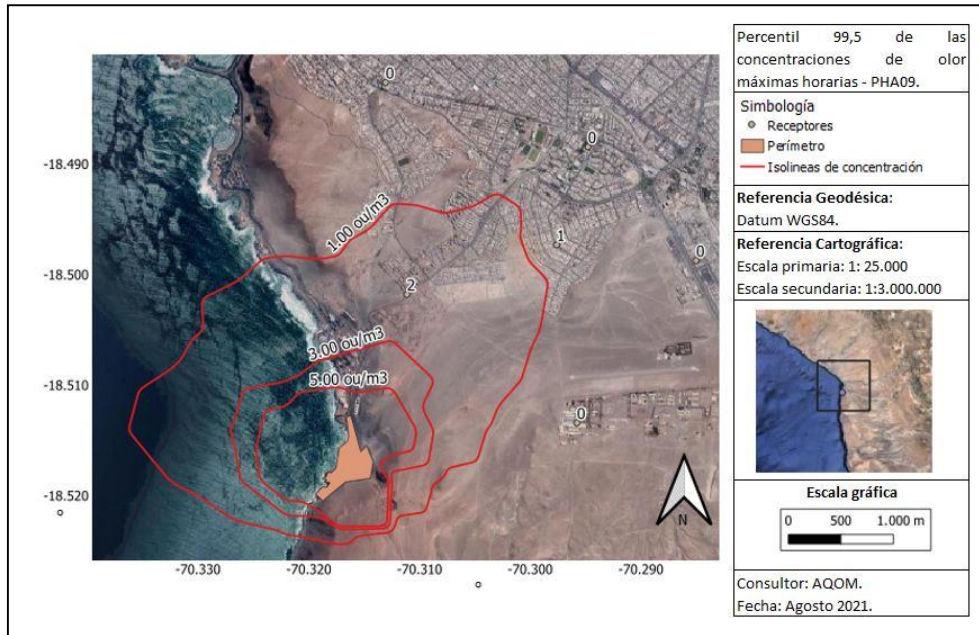 Percentil 99,5 de las
concentraciones de olor
máximas horarias - PHA09.
Simbología
Receptores
Perímetro
Isolineas de concentración
Referencia Geodésica:
Datum WGS84.
Referencia Cartográfica:
Escala primaria: 1: 25.000
Escala secundaria: 1:3.000.000
Escala gráfica
0 500 1.000 m
Consultor: AQOM.
Fecha: Agosto 2021.
0
0
-18.490
1.00 ou/m3
1
0
-18.500
2
3.00 ou/m3
-18.510
5.00 ou/m3
0
-18.520
N
-70.330 -70.320 -70.310 -70.300 -70.290